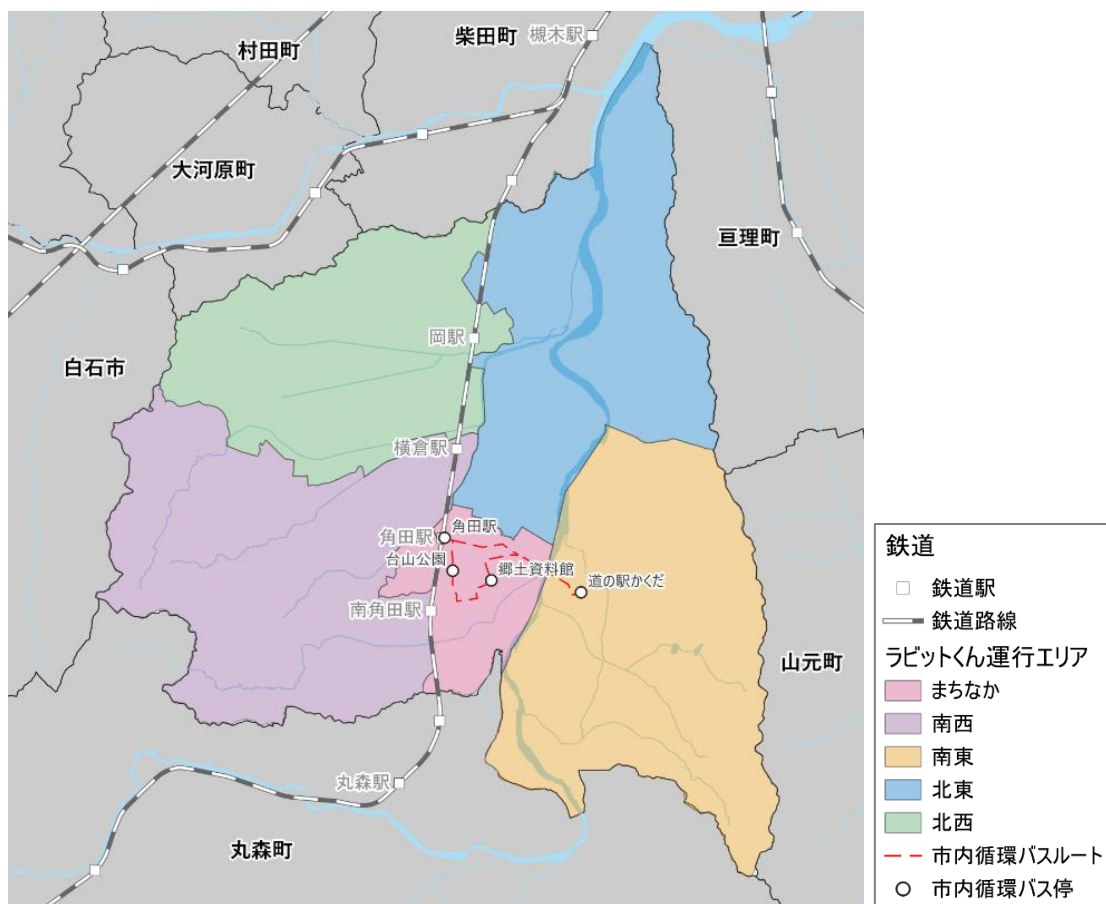 村田町
柴田町
槻木駅
大河原町
亘理町
岡駅
白石市
横倉駅
角田駅
角田駅
台山公園
郷土資料館
道の駅かくだ
南角田駅
山元町
丸森駅
丸森町
鉄道
鉄道駅
鉄道路線
ラビットくん運行エリア
まちなか
南西
南東
北東
北西
市内循環バスルート
市内循環バス停